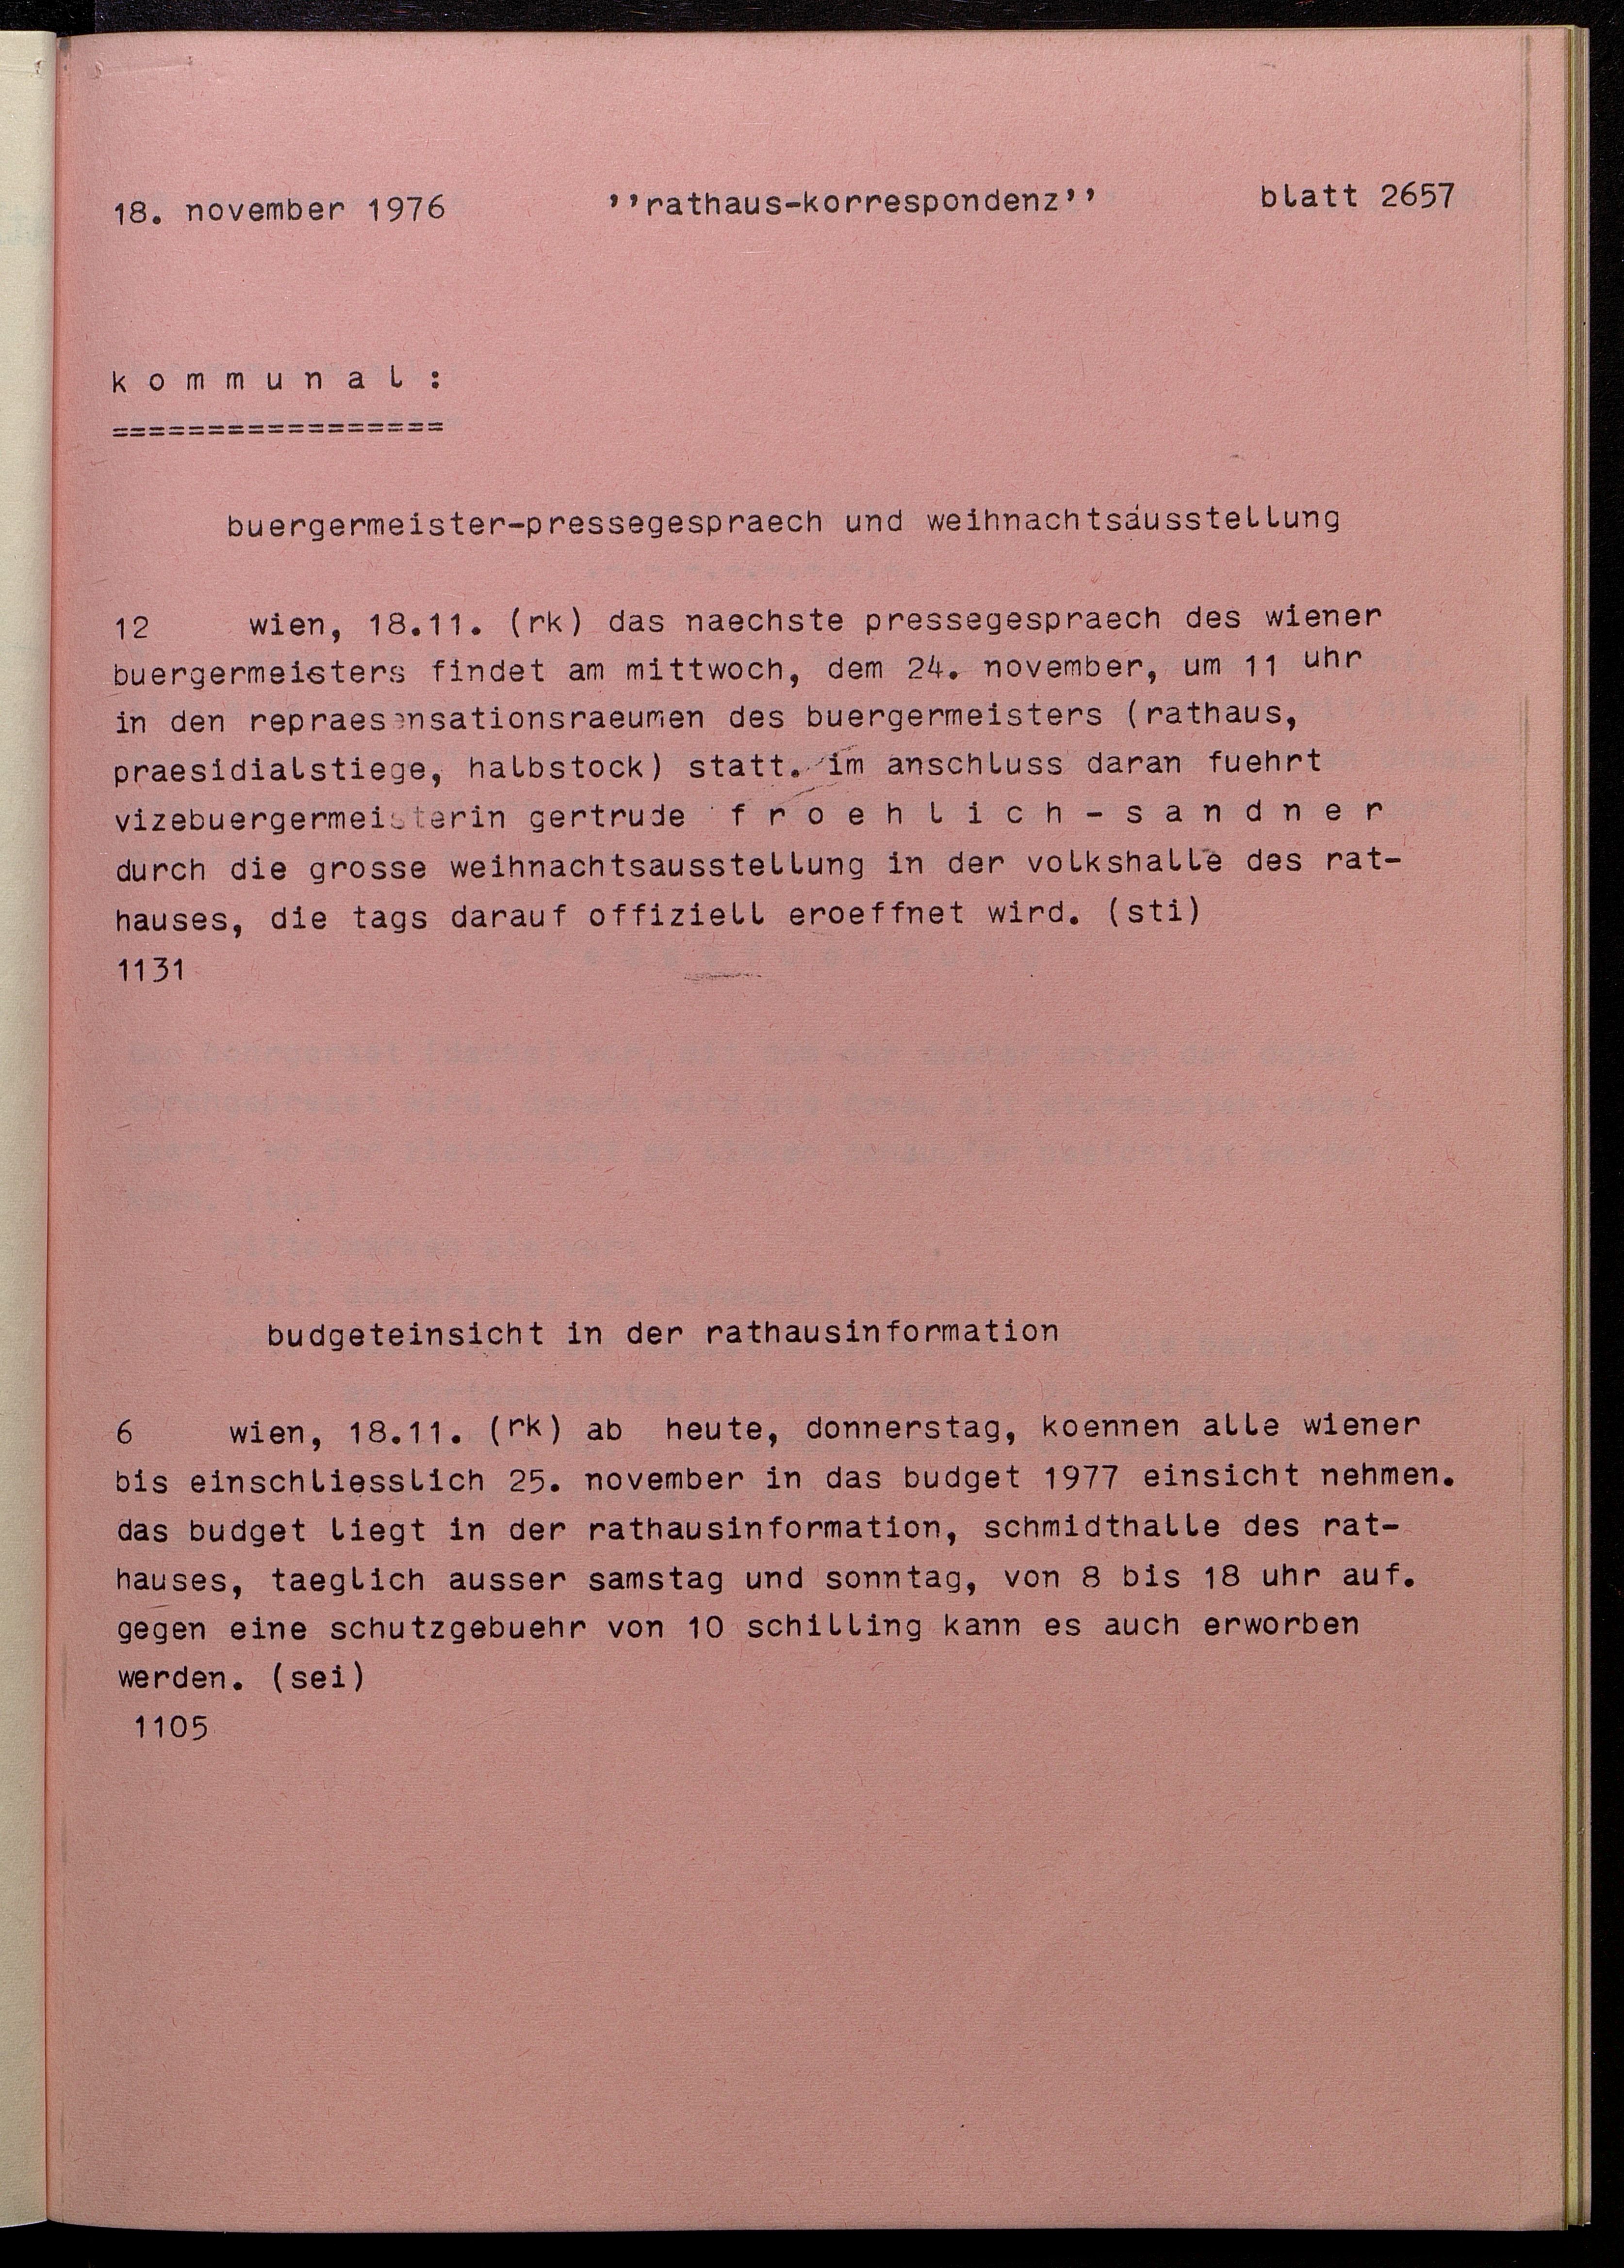 18. november 1976 ’’rathaus-korrespondenz’’ blatt 2657
k o m m u n a l :
=================
buergermeister-pressegespraech und weihnachtsausstellung
12 wien, 18.11. (rk) das naechste pressegespraech des wiener
buergermeisters findet am mittwoch, dem 24. november, um 11 uhr
in den repraesensationsraeumen des buergermeisters (rathaus,
praesidialstiege, halbstock) statt. im anschluss daran fuehrt
vizebuergermeisterin gertrude f r o e h l i c h - s a n d n e r
durch die grosse weihnachtsausstellung in der volkshalle des rat-
hauses, die tags darauf offiziell eroeffnet wird. (sti)
1131
budgeteinsicht in der rathausinformation
6 wien, 18.11. (rk) ab heute, donnerstag, koennen alle wiener
bis einschliesslich 25. november in das budget 1977 einsicht nehmen.
das budget liegt in der rathausinformation, schmidthalle des rat-
hauses, taeglich ausser samstag und sonntag, von 8 bis 18 uhr auf.
gegen eine schutzgebuehr von 10 schilling kann es auch erworben
werden. (sei)
1105